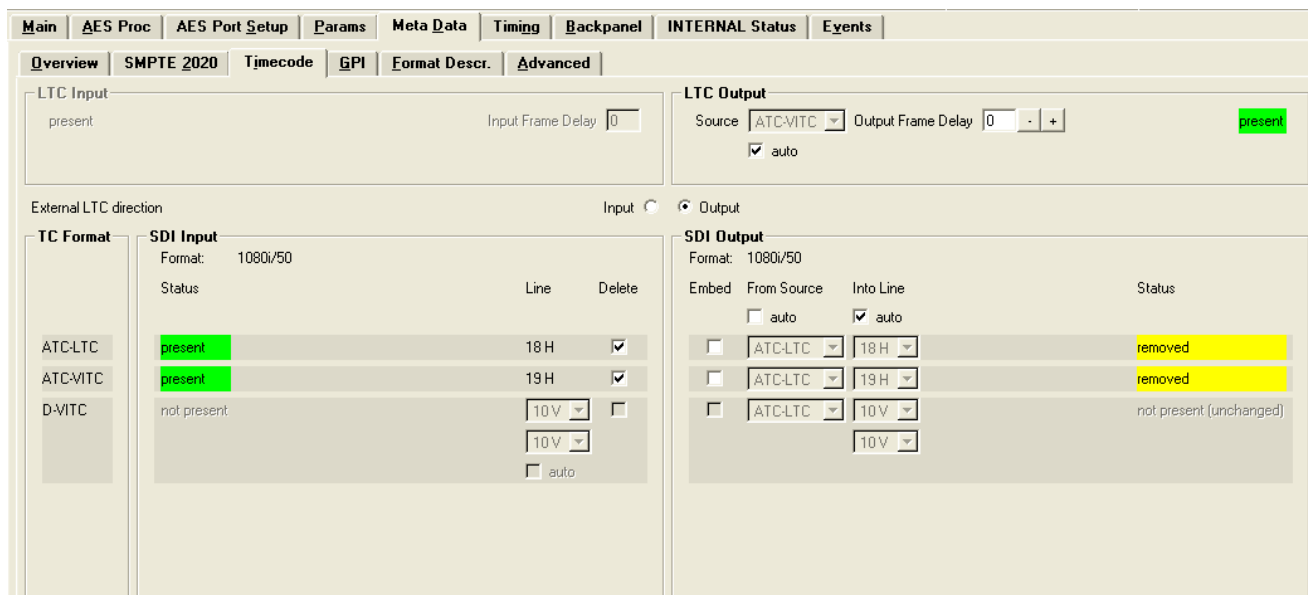 Main AES Proc AES Port Setup Params Meta Data Timing Backpanel INTERNAL Status Events
Overview SMPTE 2020 Timecode GPI Format Descr. Advanced
LTC Input
present Input Frame Delay 0
LTC Output
Source ATC-VITC Output Frame Delay 0 - + present
auto
External LTC direction Input Output
TC Format
ATC-LTC
ATC-VITC
D-VITC
SDI Input
Format: 1080i/50
Status Line Delete
present 18 H
present 19 H
not present 10 V
10 V
auto
SDI Output
Format: 1080i/50
Embed From Source Into Line Status
auto auto
ATC-LTC 18 H removed
ATC-LTC 19 H removed
ATC-LTC 10 V not present (unchanged)
10 V